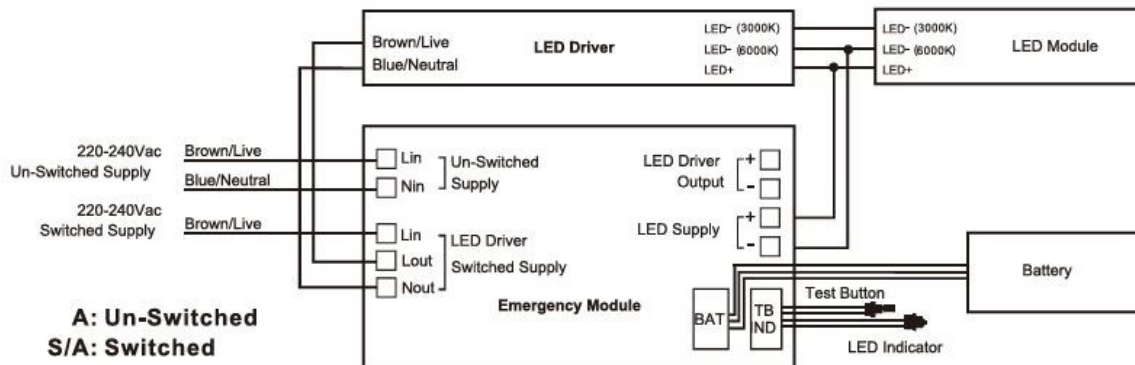 LED Driver
Brown/Live
Blue/Neutral
LED- (3000K)
LED- (6000K)
LED+
LED- (3000K)
LED- (6000K)
LED+
LED Module
220-240Vac
Un-Switched Supply
Brown/Live
Blue/Neutral
220-240Vac
Switched Supply
Brown/Live
Lin
Nin
Un-Switched
Supply
Lin
Lout
Nout
LED Driver
Switched Supply
LED Driver
Output
+
-
LED Supply
+
-
Emergency Module
BAT
TB
ND
Battery
Test Button
LED Indicator
A: Un-Switched
S/A: Switched